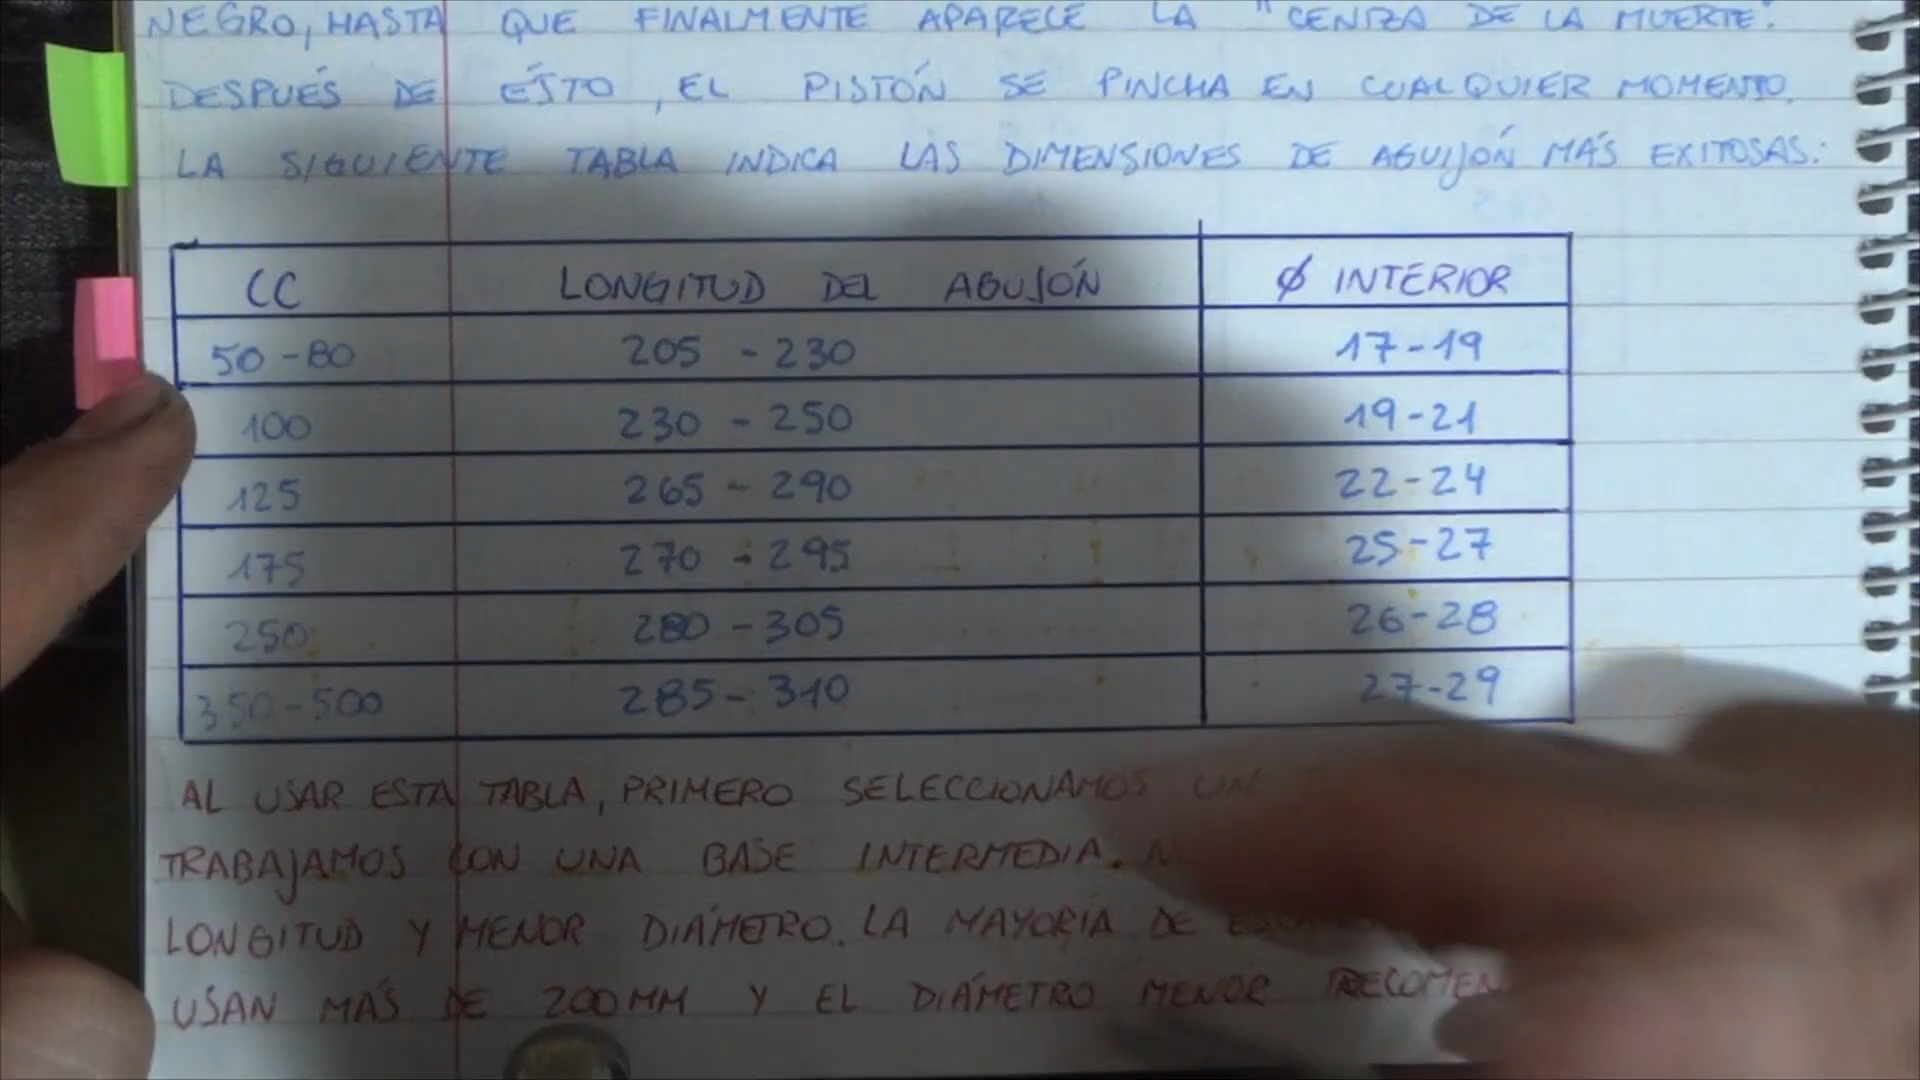 NEGRO, HASTA QUE FINALMENTE APARECE LA "CENIZA DE LA MUERTE".
DESPUÉS DE ÉSTO, EL PISTÓN SE PINCHA EN CUALQUIER MOMENTO.
LA SIGUIENTE TABLA INDICA LAS DIMENSIONES DE AGUIJÓN MÁS EXITOSAS:
CC LONGITUD DEL AGUIJÓN Ø INTERIOR
50-80 205-230 17-19
100 230-250 19-21
125 265-290 22-24
175 270-295 25-27
250 280-305 26-28
350-500 285-310 27-29
AL USAR ESTA TABLA, PRIMERO SELECCIONAMOS UN
TRABAJAMOS CON UNA BASE INTERMEDIA.
LONGITUD Y MENOR DIÁMETRO. LA MAYORÍA DE
USAN MÁS DE 200MM Y EL DIÁMETRO MENOR